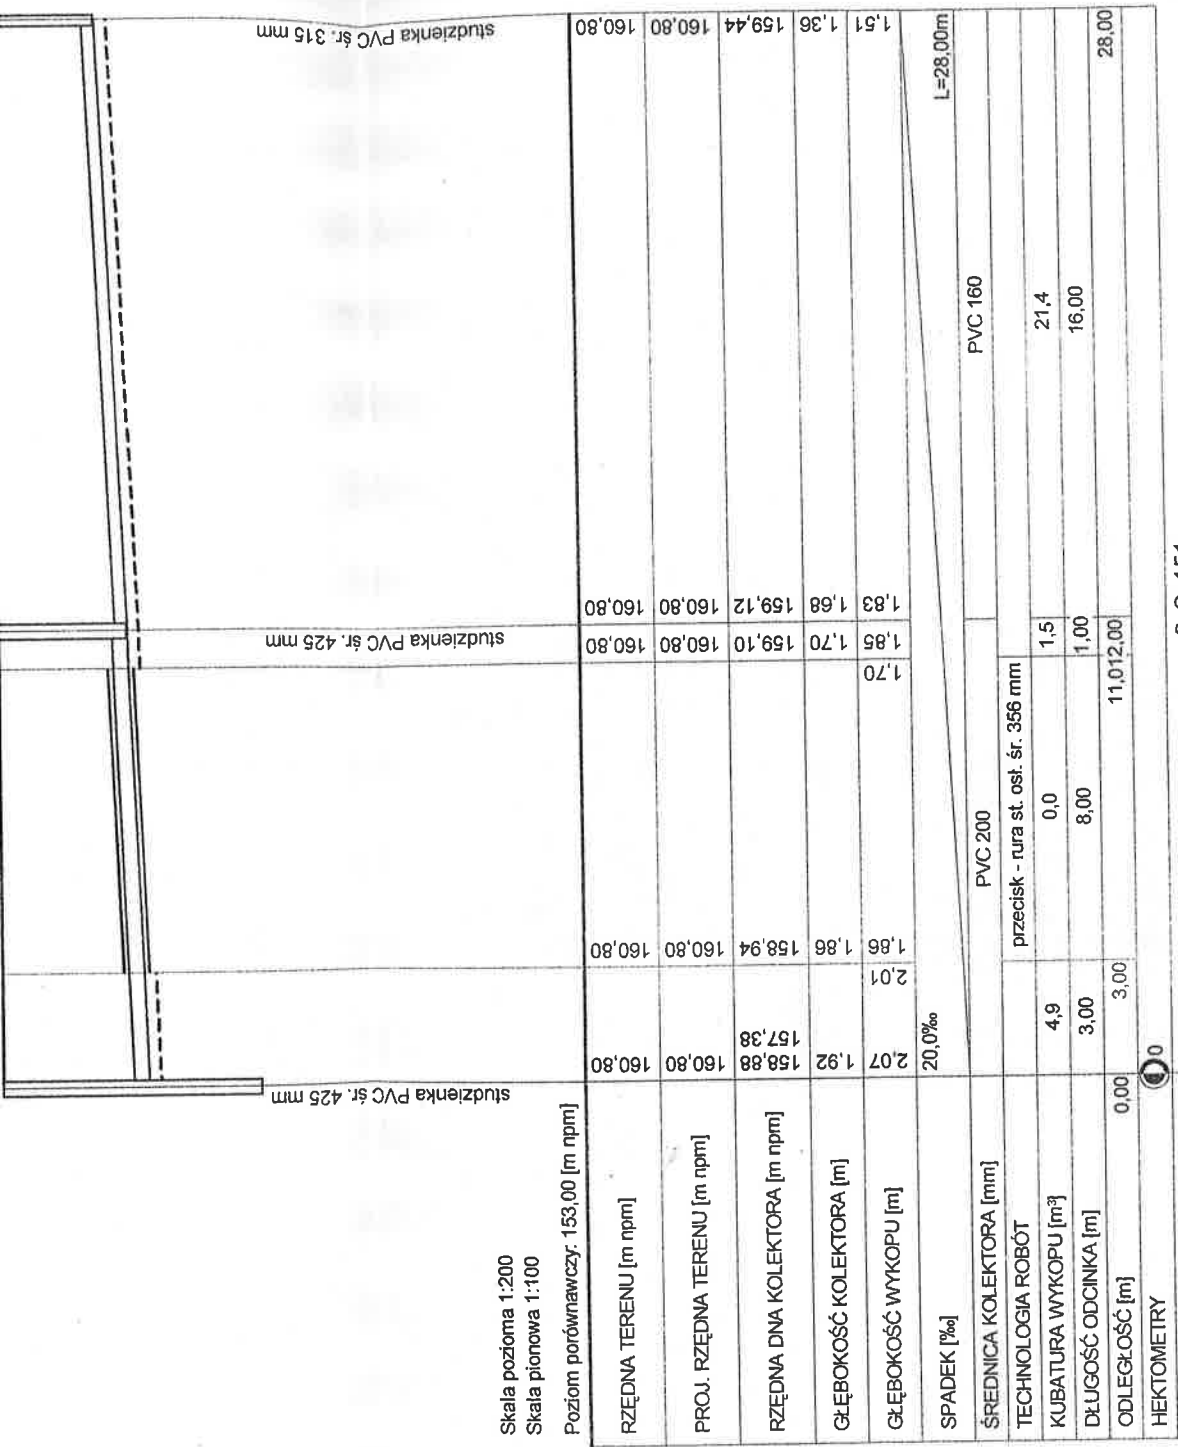 studzienka PVC śr. 425 mm
studzienka PVC śr. 425 mm
studzienka PVC śr. 315 mm
Skala pozioma 1:200
Skala pionowa 1:100
Poziom porównawczy: 153,00 [m npm]
RZĘDNA TERENU [m npm] 160,80 160,80 160,80 160,80 160,80
PROJ. RZĘDNA TERENU [m npm] 160,80 160,80 160,80 160,80 160,80
RZĘDNA DNA KOLEKTORA [m npm] 158,88 157,38 158,94 159,10 159,12 159,44
GŁĘBOKOŚĆ KOLEKTORA [m] 1,92 1,86 1,70 1,68 1,36
GŁĘBOKOŚĆ WYKOPU [m] 2,07 2,01 1,86 1,70 1,85 1,83 1,51
SPADEK [‰] 20,0‰ L=28,00m
ŚREDNICA KOLEKTORA [mm] PVC 200 PVC 160
TECHNOLOGIA ROBÓT przecisk - rura st. osł. śr. 356 mm
KUBATURA WYKOPU [m³] 4,9 0,0 1,5 21,4
DŁUGOŚĆ ODCINKA [m] 3,00 8,00 1,00 16,00
ODLEGŁOŚĆ [m] 0,00 3,00 11,012,00 28,00
HEKTOMETRY 0